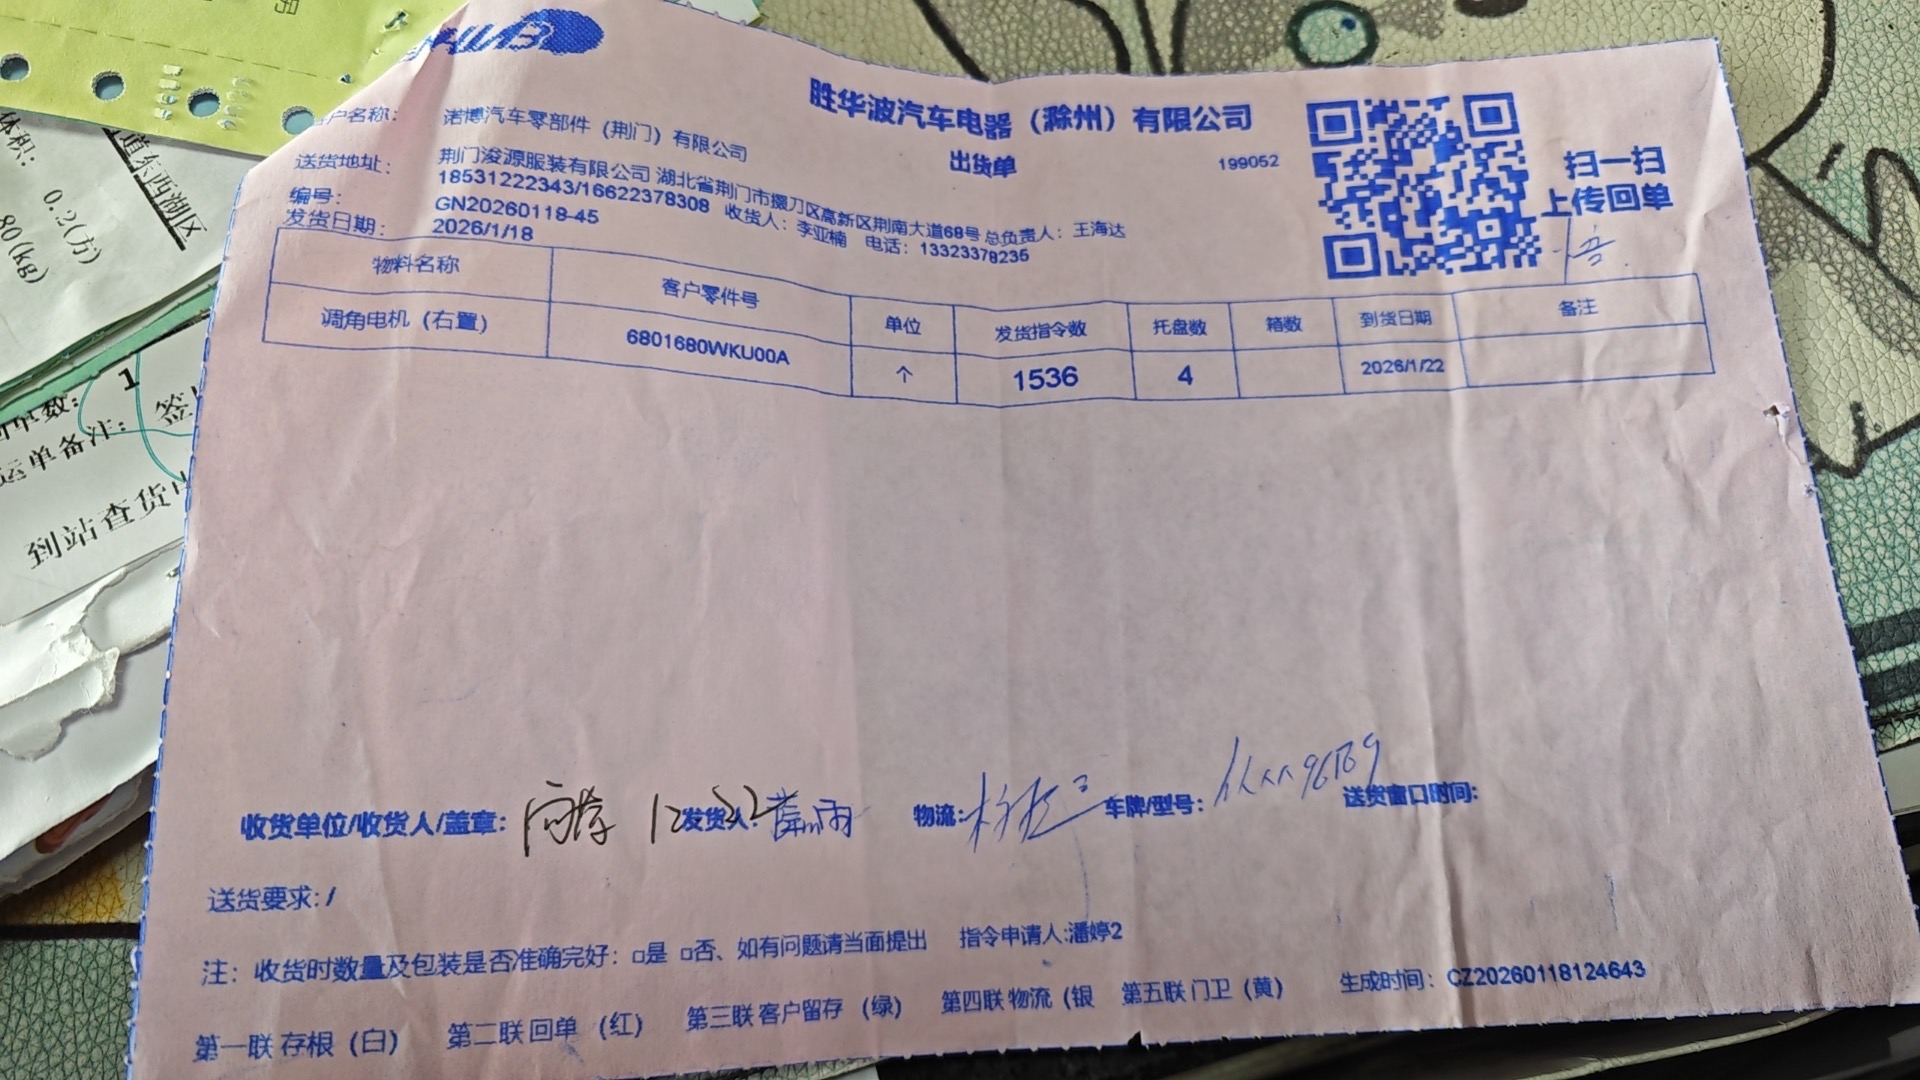 胜华波汽车电器（滁州）有限公司
出货单
199052
扫一扫
上传回单
户名称： 诺博汽车零部件（荆门）有限公司
送货地址： 荆门浚源服装有限公司 湖北省荆门市掇刀区高新区荆南大道68号 总负责人：王海达
18531222343/16622378308 收货人：李亚楠 电话：13323378235
编号： GN20260118-45
发货日期： 2026/1/18
物料名称 客户零件号 单位 发货指令数 托盘数 箱数 到货日期 备注
调角电机（右置） 6801680WKU00A 个 1536 4 2026/1/22
收货单位/收货人/盖章： 发货人: 物流: 车牌/型号: 送货窗口时间:
送货要求: /
注：收货时数量及包装是否准确完好：□是 □否、如有问题请当面提出 指令申请人:潘婷2
第一联 存根（白） 第二联 回单 （红） 第三联 客户留存（绿） 第四联 物流（银 第五联 门卫（黄） 生成时间：CZ20260118124643
体积： 0.2(方)
80(kg)
道东西湖区
1
运单备注： 签
到站查货